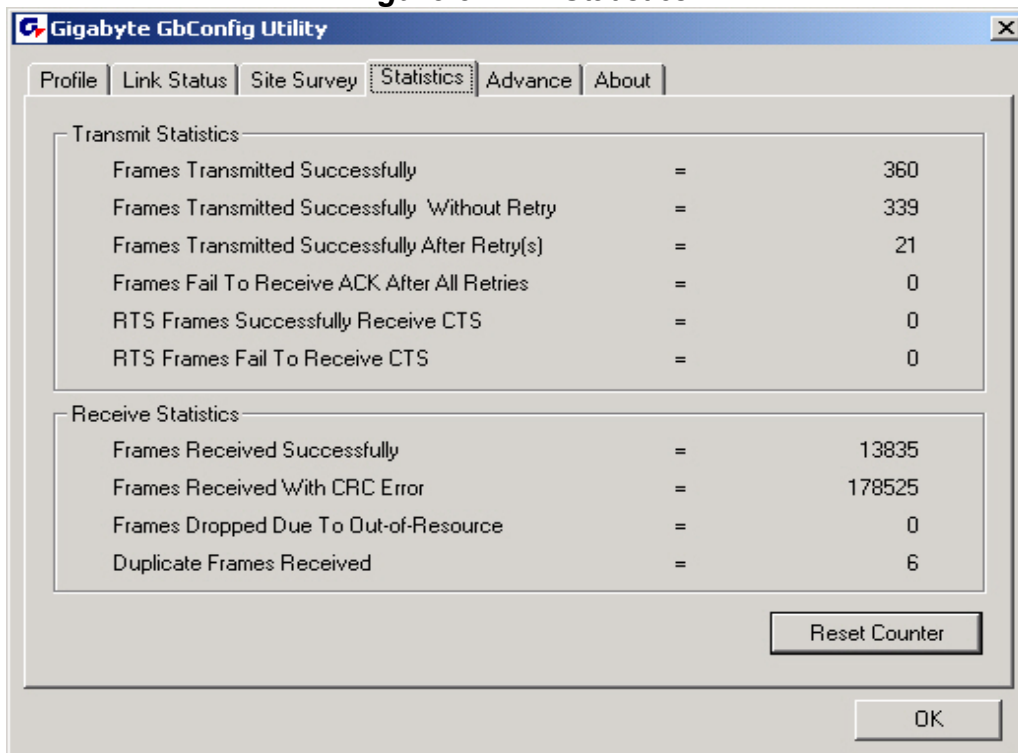 Gigabyte GbConfig Utility
Profile Link Status Site Survey Statistics Advance About
Transmit Statistics
Frames Transmitted Successfully = 360
Frames Transmitted Successfully Without Retry = 339
Frames Transmitted Successfully After Retry(s) = 21
Frames Fail To Receive ACK After All Retries = 0
RTS Frames Successfully Receive CTS = 0
RTS Frames Fail To Receive CTS = 0
Receive Statistics
Frames Received Successfully = 13835
Frames Received With CRC Error = 178525
Frames Dropped Due To Out-of-Resource = 0
Duplicate Frames Received = 6
Reset Counter
OK